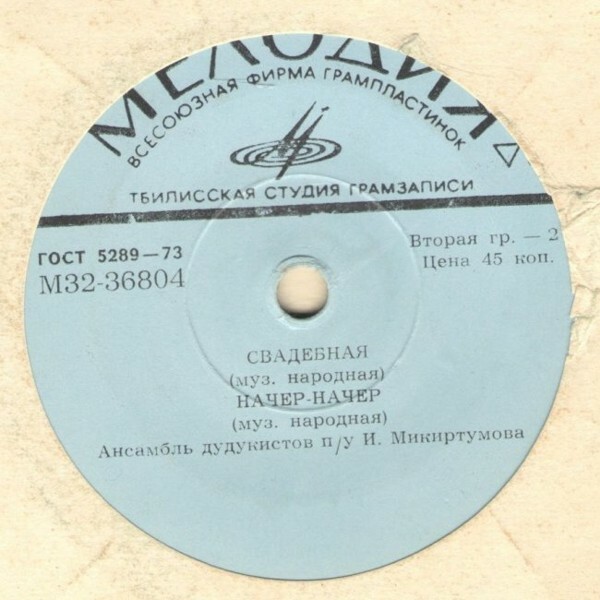 МЕЛОДИЯ
ВСЕСОЮЗНАЯ ФИРМА ГРАМПЛАСТИНОК
ТБИЛИССКАЯ СТУДИЯ ГРАМЗАПИСИ
ГОСТ 5289—73
Вторая гр. — 2
М32-36804
Цена 45 коп.
СВАДЕБНАЯ
(муз. народная)
НАЧЕР-НАЧЕР
(муз. народная)
Ансамбль дудукистов п/у И. Микиртумова